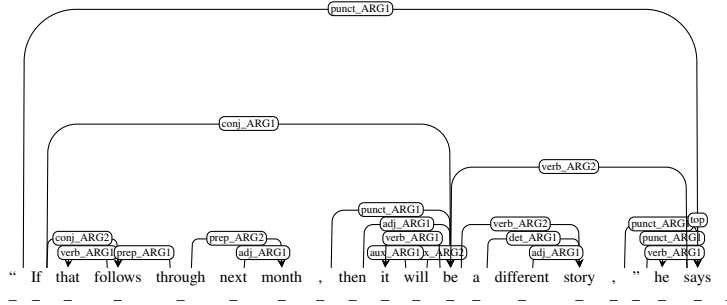 punct_ARG1
conj_ARG1
verb_ARG2
punct_ARG1
adj_ARG1 punct_ARG1 top
conj_ARG2 prep_ARG2 verb_ARG1 verb_ARG2 det_ARG1 punct_ARG1
verb_ARG1 prep_ARG1 adj_ARG1 aux_ARG1 x_ARG2 adj_ARG1 verb_ARG1
“ If that follows through next month , then it will be a different story , ” he says
_ _ _ _ _ _ _ _ _ _ _ _ _ _ _ _ _ _ _